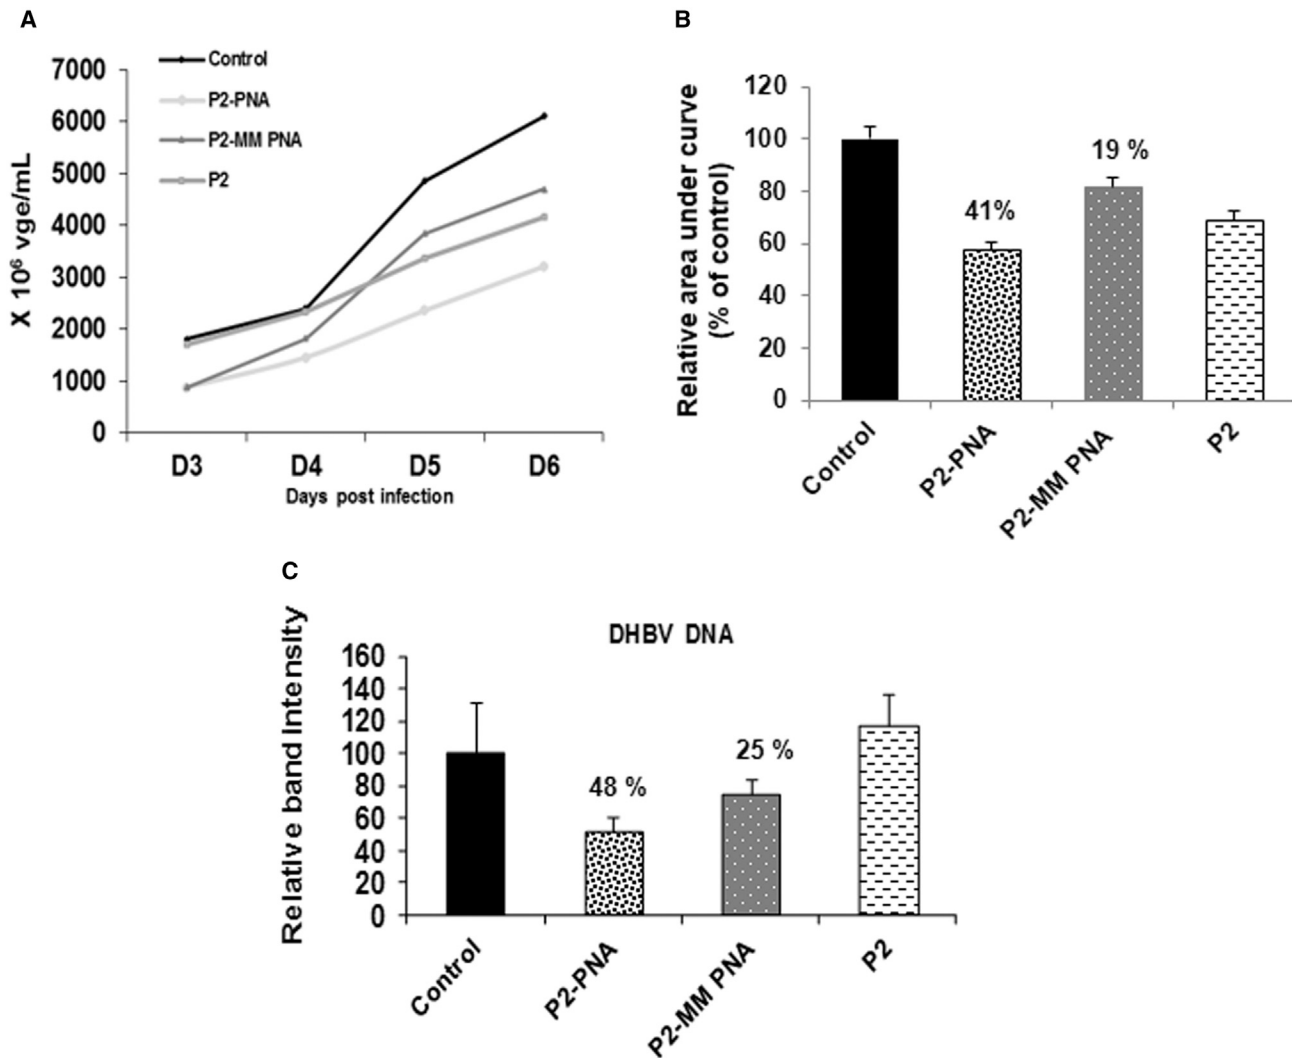 A
Control
P2-PNA
P2-MM PNA
P2
7000
6000
5000
4000
3000
2000
1000
0
X 10⁶ vge/mL
D3 D4 D5 D6
Days post infection
B
Relative area under curve
(% of control)
120
100
80
60
40
20
0
41%
19 %
Control P2-PNA P2-MM PNA P2
C
DHBV DNA
Relative band Intensity
160
140
120
100
80
60
40
20
0
48 %
25 %
Control P2-PNA P2-MM PNA P2